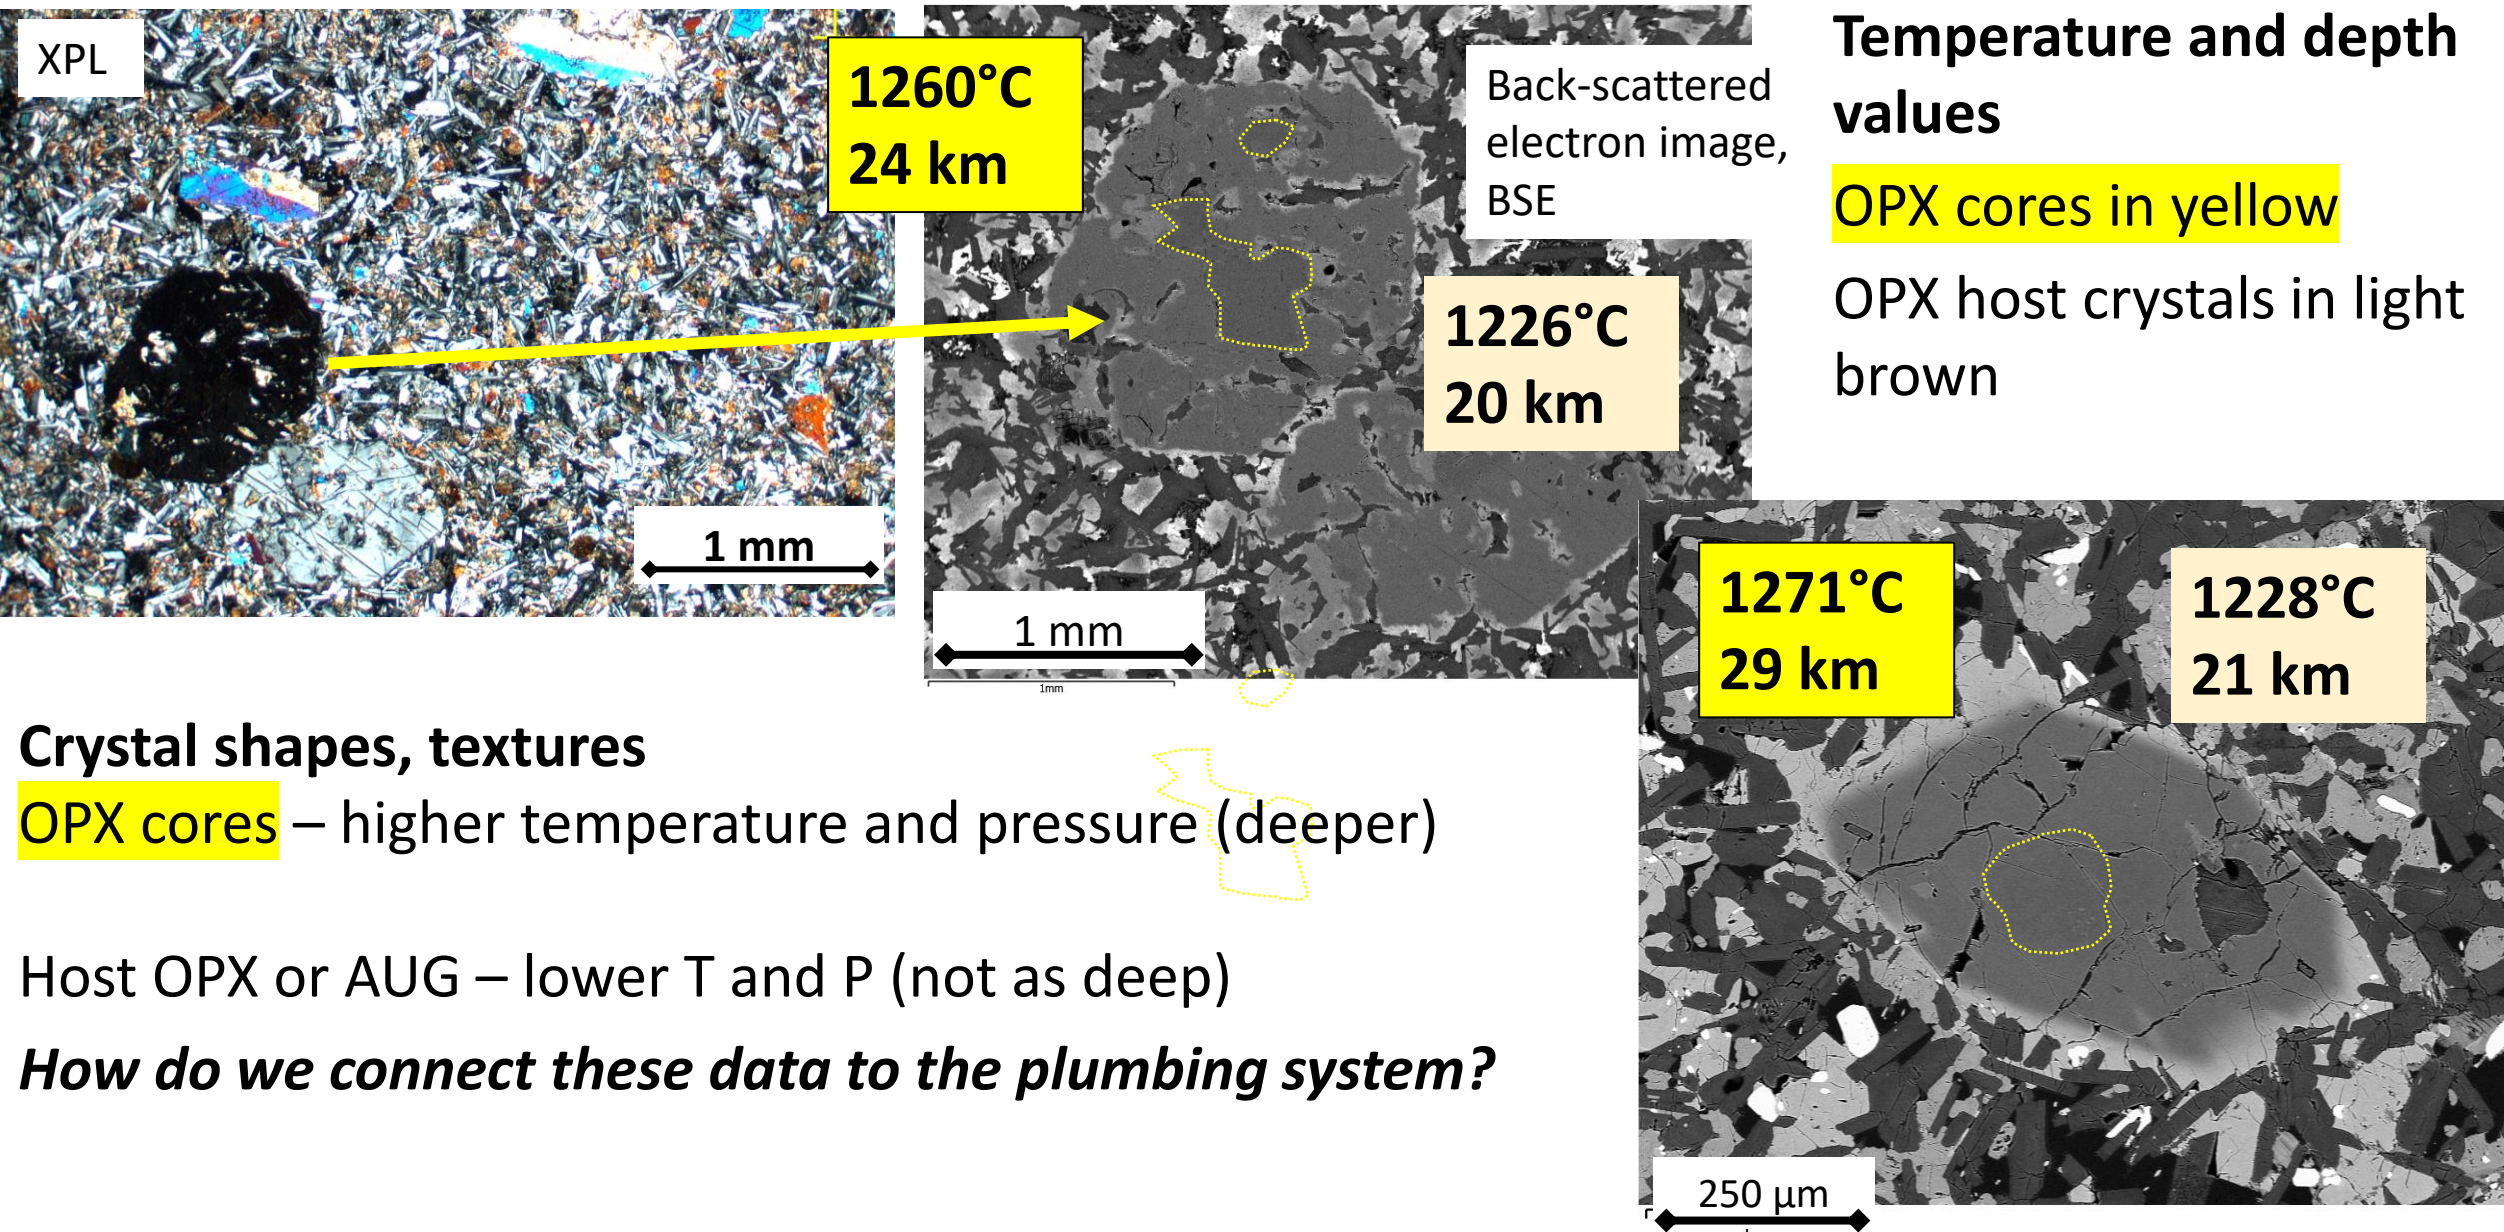 XPL
1 mm
1260°C
24 km
Back-scattered
electron image,
BSE
1226°C
20 km
1 mm
1mm
Temperature and depth
values
OPX cores in yellow
OPX host crystals in light
brown
1271°C
29 km
1228°C
21 km
250 µm
Crystal shapes, textures
OPX cores – higher temperature and pressure (deeper)
Host OPX or AUG – lower T and P (not as deep)
How do we connect these data to the plumbing system?